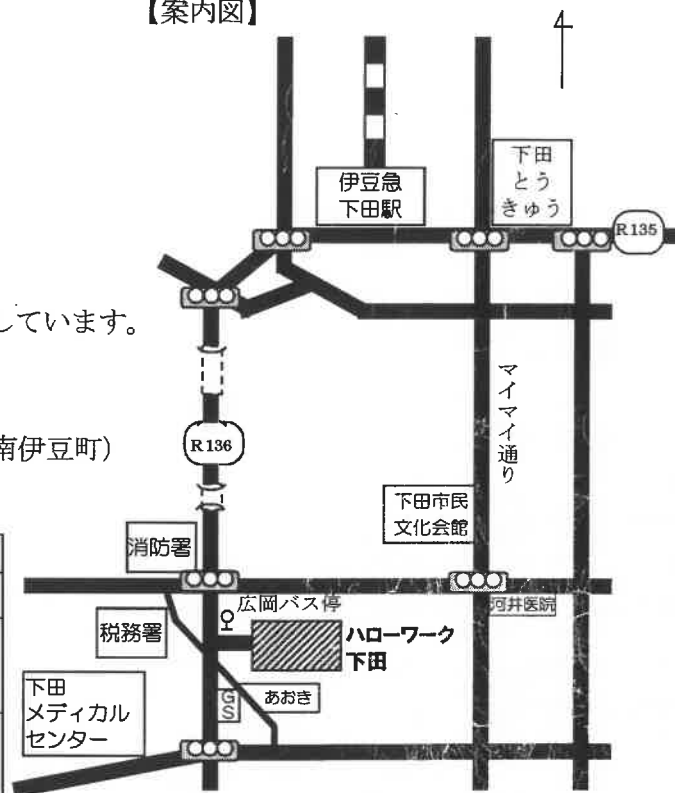 【案内図】
伊豆急
下田駅
下田
とう
きゅう
R135
しています。
マイマイ通り
南伊豆町）
R136
下田市民
文化会館
消防署
広岡バス停
河井医院
税務署
ハローワーク
下田
下田
メディカル
センター
GS
あおき